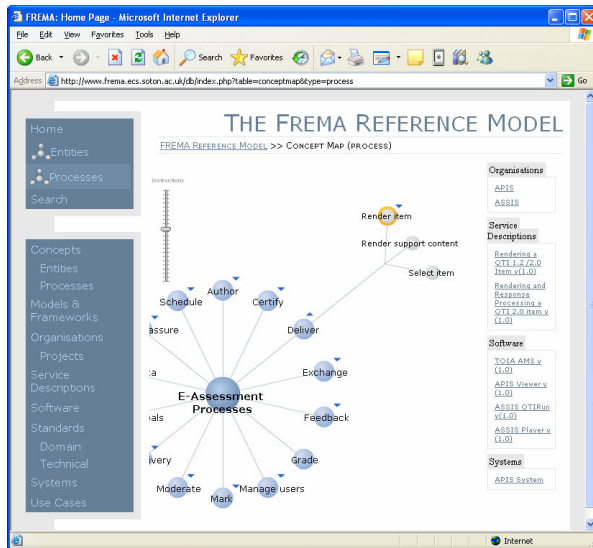 FREMA: Home Page - Microsoft Internet Explorer
File Edit View Favorites Tools Help
Back Search Favorites
Address http://www.frema.ecs.soton.ac.uk/db/index.php?table=conceptmap&type=process Go
THE FREMA REFERENCE MODEL
FREMA REFERENCE MODEL >> CONCEPT MAP (PROCESS)
Home
Entities
Processes
Search
Concepts
Entities
Processes
Models &
Frameworks
Organisations
Projects
Service
Descriptions
Software
Standards
Domain
Technical
Systems
Use Cases
Instructions
Render item
Render support content
Select item
Author
Schedule
Certify
assure
Deliver
Exchange
E-Assessment
Processes
Feedback
eals
Grade
very
Moderate
Manage users
Mark
Organisations
APIS
ASSIS
Service
Descriptions
Rendering a
QTI 1.2 /2.0
Item v(1.0)
Rendering and
Response
Processing a
QTI 2.0 item v
(1.0)
Software
TOIA AMS v
(1.0)
APIS Viever v
(1.0)
ASSIS QTIRun
v(1.0)
ASSIS Player v
(1.0)
Systems
APIS System
Internet